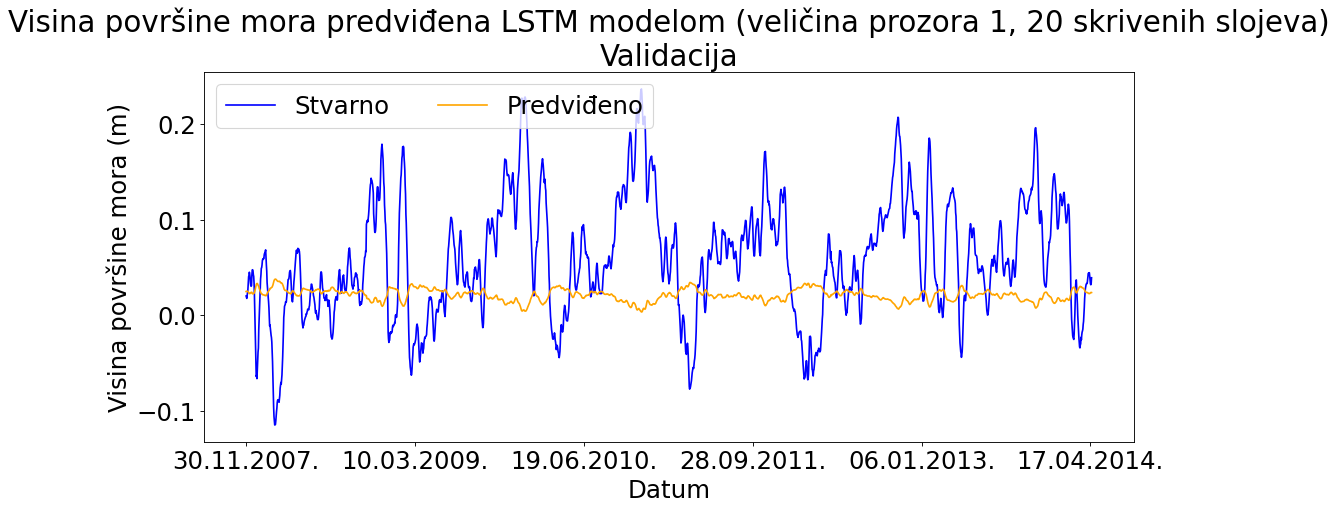 Visina površine mora predviđena LSTM modelom (veličina prozora 1, 20 skrivenih slojeva)
Validacija
Stvarno Predviđeno
Visina površine mora (m)
0.2
0.1
0.0
−0.1
30.11.2007. 10.03.2009. 19.06.2010. 28.09.2011. 06.01.2013. 17.04.2014.
Datum